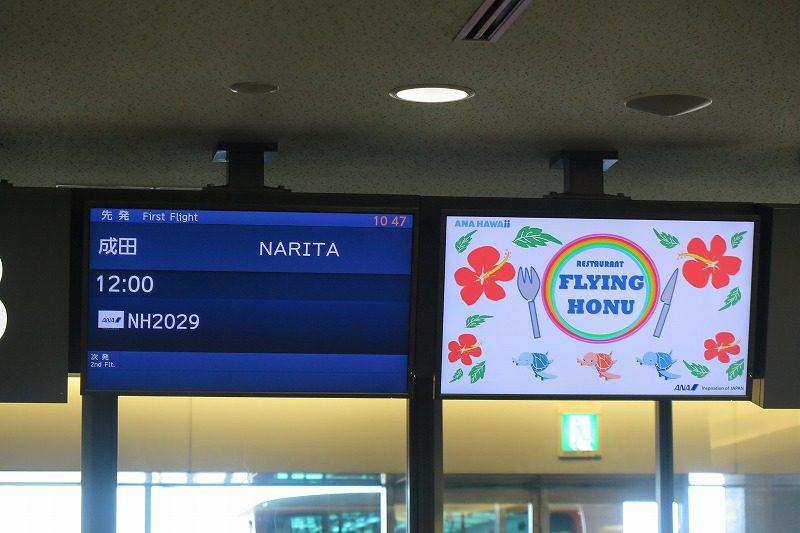 先発 First Flight 10 47
成田 NARITA
12:00
ANA NH2029
次発
2nd Flt.
ANA HAWAii
RESTAURANT
FLYING
HONU
ANA Inspiration of JAPAN